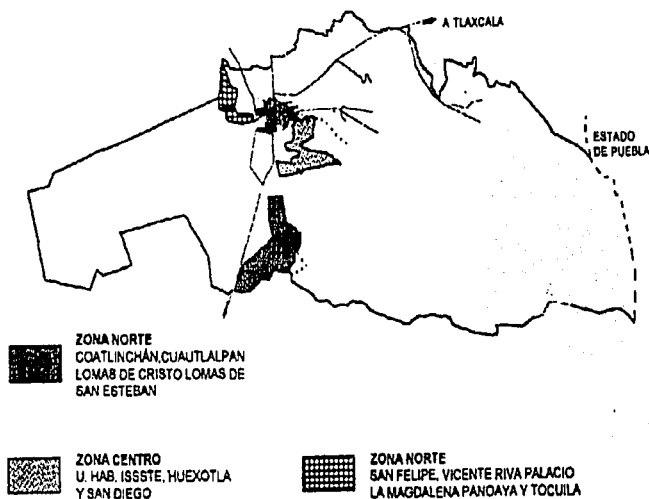 A TLAXCALA
ESTADO
DE PUEBLA
ZONA NORTE
COATLINCHÁN, CUAUTLALPAN
LOMAS DE CRISTO LOMAS DE
SAN ESTEBAN
ZONA CENTRO
U. HAB. ISSSTE, HUEXOTLA
Y SAN DIEGO
ZONA NORTE
SAN FELIPE, VICENTE RIVA PALACIO
LA MAGDALENA PANOAYA Y TOCUILA